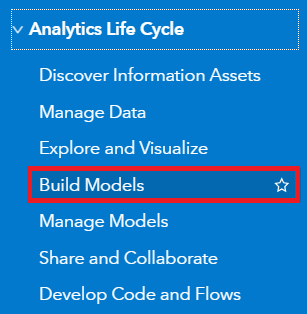 Analytics Life Cycle
Discover Information Assets
Manage Data
Explore and Visualize
Build Models
Manage Models
Share and Collaborate
Develop Code and Flows